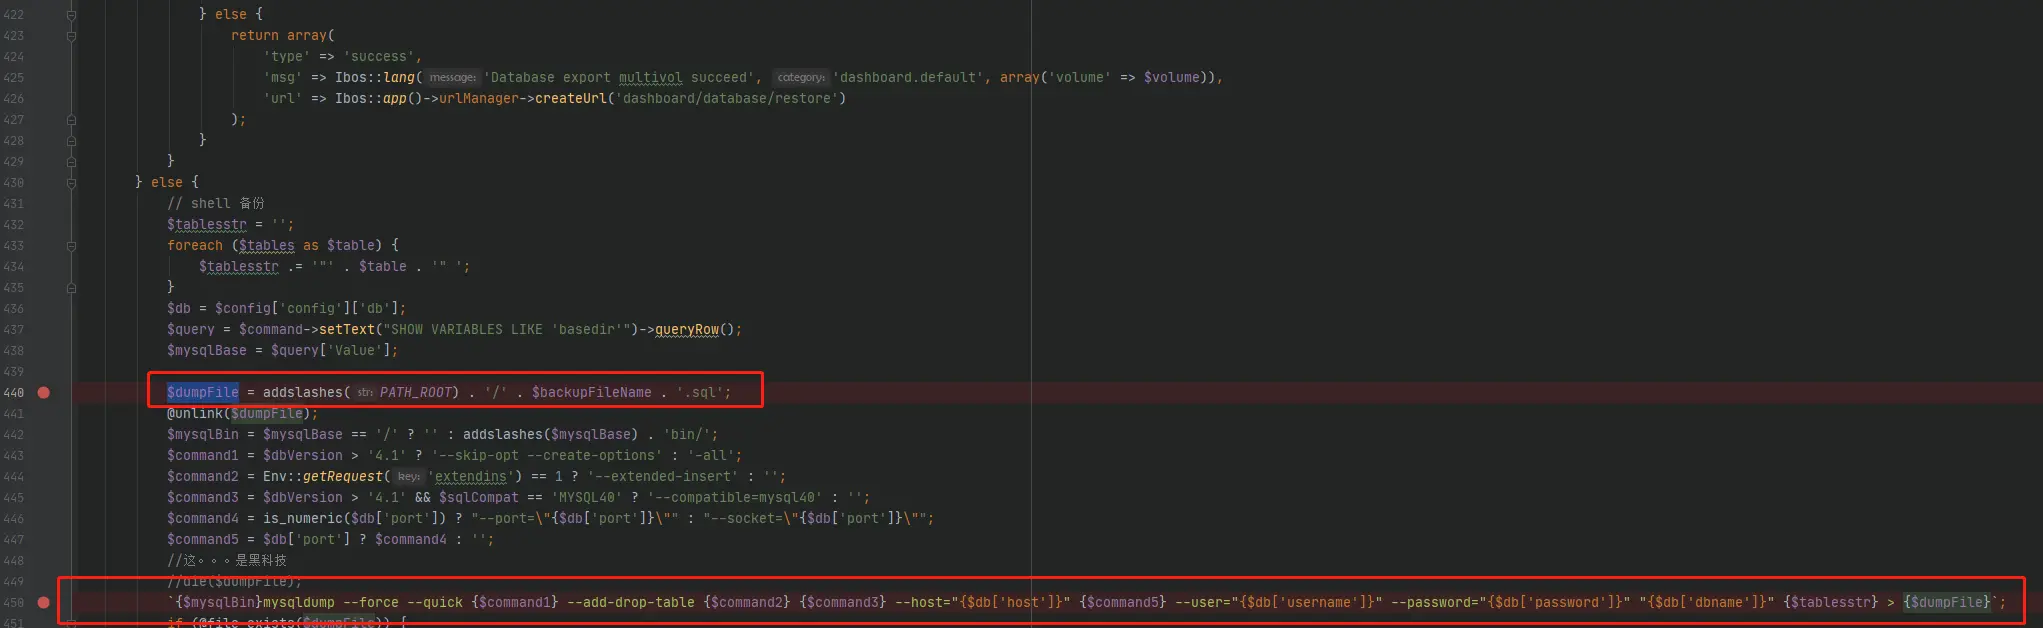 422 } else {
423 return array(
424 'type' => 'success',
425 'msg' => Ibos::lang( message: 'Database export multivol succeed', category: 'dashboard.default', array('volume' => $volume)),
426 'url' => Ibos::app()->urlManager->createUrl('dashboard/database/restore')
427 );
428 }
429 }
430 } else {
431 // shell 备份
432 $tablesstr = '';
433 foreach ($tables as $table) {
434 $tablesstr .= '"' . $table . '" ';
435 }
436 $db = $config['config']['db'];
437 $query = $command->setText("SHOW VARIABLES LIKE 'basedir'")->queryRow();
438 $mysqlBase = $query['Value'];
439
440 $dumpFile = addslashes( str: PATH_ROOT) . '/' . $backupFileName . '.sql';
441 @unlink($dumpFile);
442 $mysqlBin = $mysqlBase == '/' ? '' : addslashes($mysqlBase) . 'bin/';
443 $command1 = $dbVersion > '4.1' ? '--skip-opt --create-options' : '-all';
444 $command2 = Env::getRequest( key: 'extendins') == 1 ? '--extended-insert' : '';
445 $command3 = $dbVersion > '4.1' && $sqlCompat == 'MYSQL40' ? '--compatible=mysql40' : '';
446 $command4 = is_numeric($db['port']) ? "--port=\"{$db['port']}\"" : "--socket=\"{$db['port']}\"";
447 $command5 = $db['port'] ? $command4 : '';
448 //这。。。是黑科技
449 //die($dumpFile);
450 `{$mysqlBin}mysqldump --force --quick {$command1} --add-drop-table {$command2} {$command3} --host="{$db['host']}" {$command5} --user="{$db['username']}" --password="{$db['password']}" "{$db['dbname']}" {$tablesstr} > {$dumpFile}`;
451 if (@file_exists($dumpFile)) {